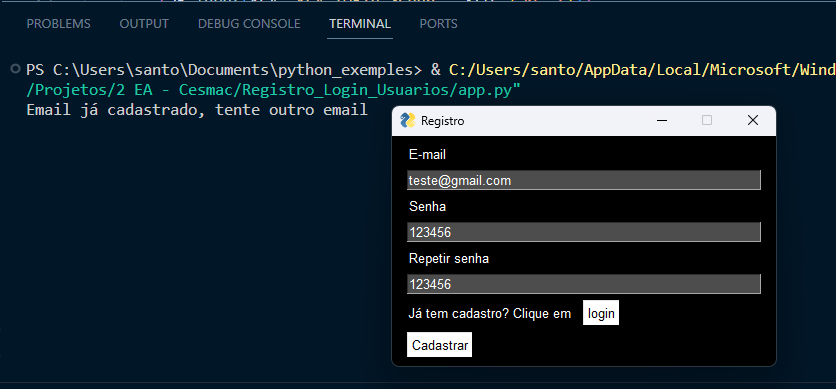 PROBLEMS OUTPUT DEBUG CONSOLE TERMINAL PORTS
PS C:\Users\santo\Documents\python_exemples> & C:/Users/santo/AppData/Local/Microsoft/Wind
/Projetos/2 EA - Cesmac/Registro_Login_Usuarios/app.py"
Email já cadastrado, tente outro email
Registro
E-mail
teste@gmail.com
Senha
123456
Repetir senha
123456
Já tem cadastro? Clique em login
Cadastrar